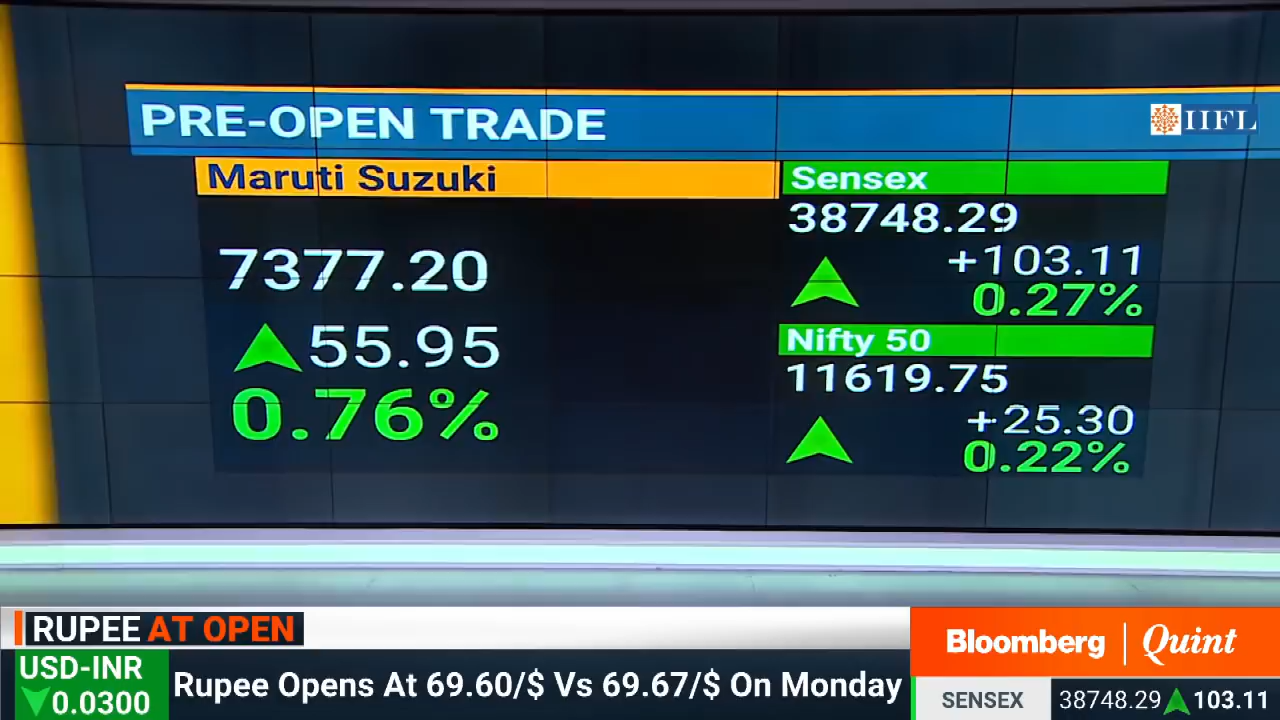 PRE-OPEN TRADE
IIFL
Maruti Suzuki
7377.20
▲55.95
0.76%
Sensex
38748.29
▲ +103.11
0.27%
Nifty 50
11619.75
▲ +25.30
0.22%
RUPEE AT OPEN
USD-INR
▼0.0300
Rupee Opens At 69.60/$ Vs 69.67/$ On Monday
Bloomberg | Quint
SENSEX 38748.29▲103.11